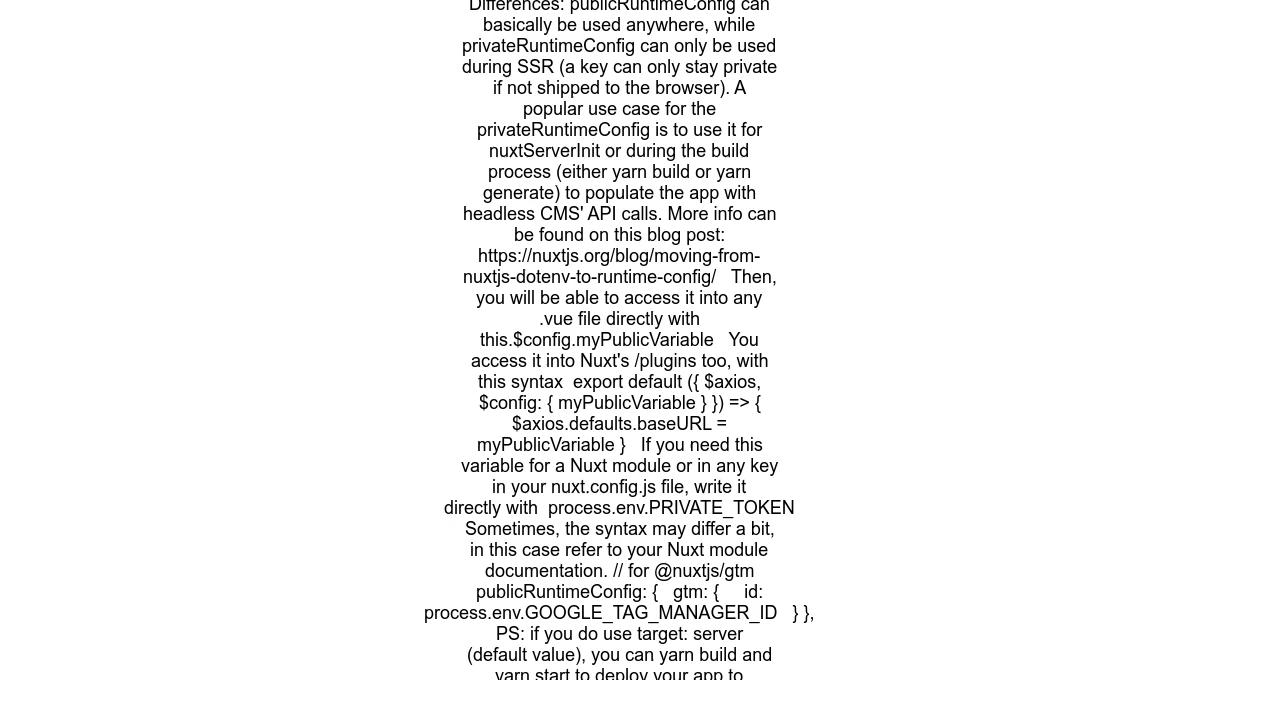 Differences: publicRuntimeConfig can
basically be used anywhere, while
privateRuntimeConfig can only be used
during SSR (a key can only stay private
if not shipped to the browser). A
popular use case for the
privateRuntimeConfig is to use it for
nuxtServerInit or during the build
process (either yarn build or yarn
generate) to populate the app with
headless CMS' API calls. More info can
be found on this blog post:
https://nuxtjs.org/blog/moving-from-
nuxtjs-dotenv-to-runtime-config/   Then,
you will be able to access it into any
.vue file directly with
this.$config.myPublicVariable   You
access it into Nuxt's /plugins too, with
this syntax  export default ({ $axios,
$config: { myPublicVariable } }) => {
$axios.defaults.baseURL =
myPublicVariable }   If you need this
variable for a Nuxt module or in any key
in your nuxt.config.js file, write it
directly with  process.env.PRIVATE_TOKEN
Sometimes, the syntax may differ a bit,
in this case refer to your Nuxt module
documentation. // for @nuxtjs/gtm
publicRuntimeConfig: {   gtm: {     id:
process.env.GOOGLE_TAG_MANAGER_ID   } },
PS: if you do use target: server
(default value), you can yarn build and
yarn start to deploy your app to